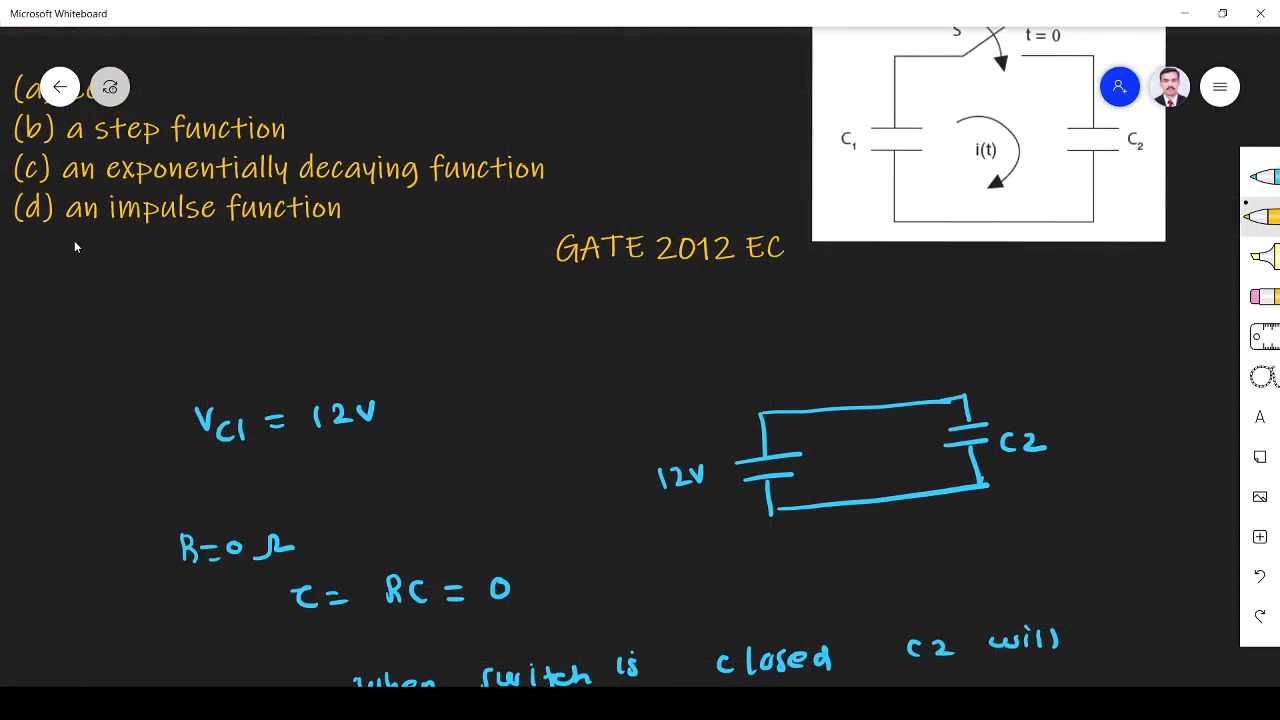 Microsoft Whiteboard
S
t = 0
(b) a step function
(c) an exponentially decaying function
(d) an impulse function
C1
i(t)
C2
GATE 2012 EC
VC1 = 12V
12V
C2
R=0 Ω
τ= RC = 0
when switch is closed C2 will
A